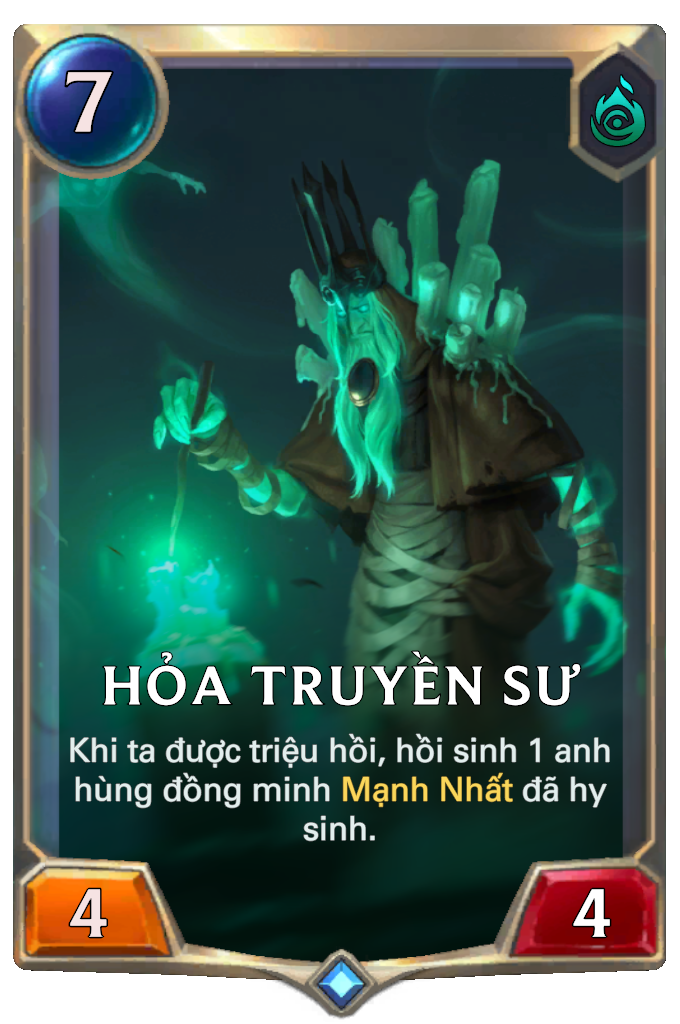 7
HỎA TRUYỀN SƯ
Khi ta được triệu hồi, hồi sinh 1 anh
hùng đồng minh Mạnh Nhất đã hy
sinh.
4
4